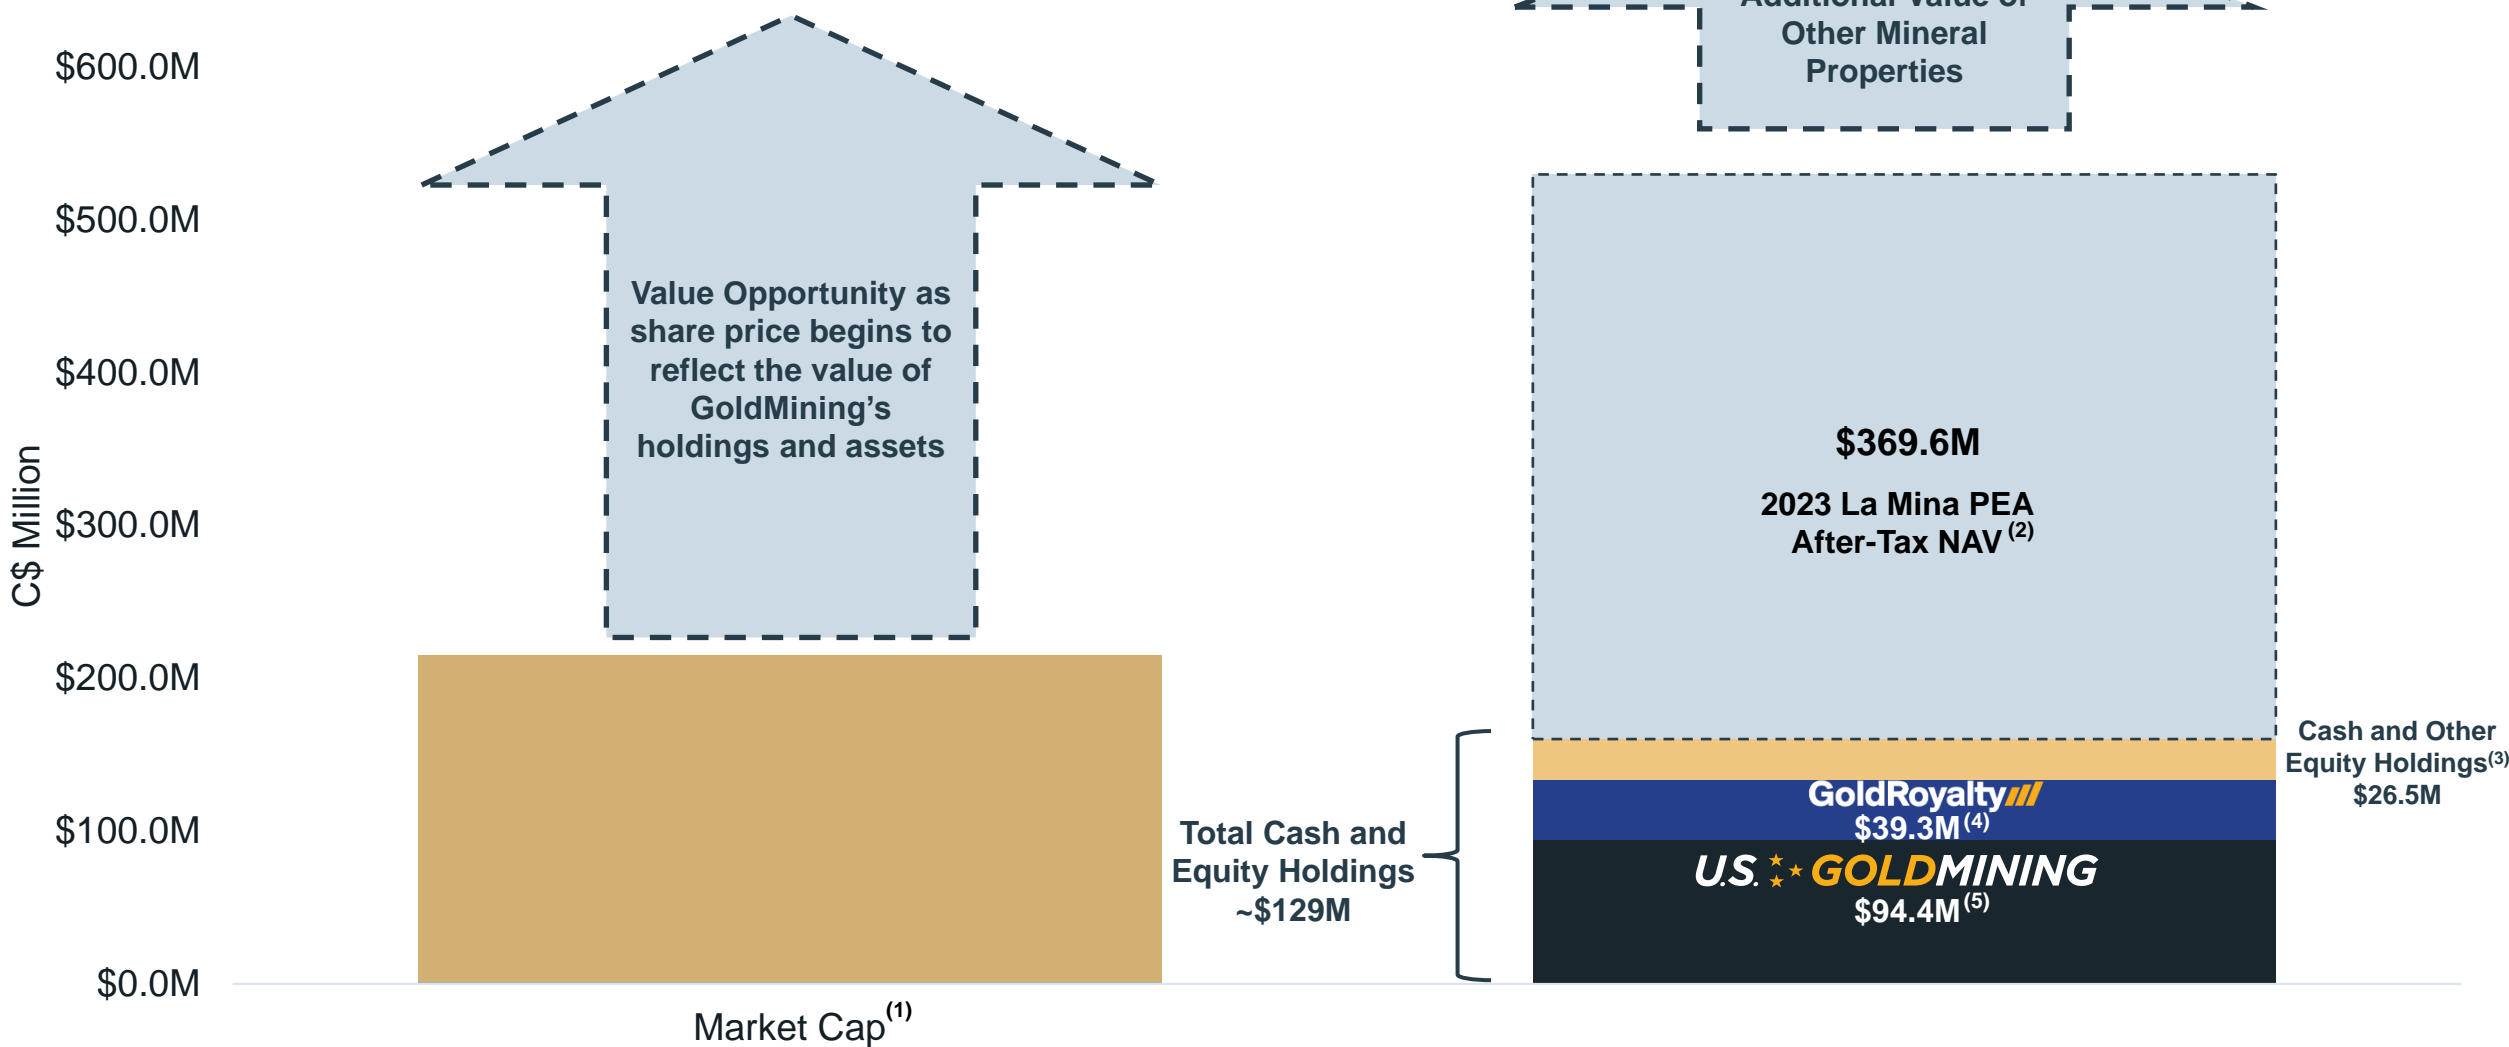 Additional Value of
Other Mineral
Properties
$600.0M
$500.0M
$400.0M
$300.0M
$200.0M
$100.0M
$0.0M
C$ Million
Value Opportunity as
share price begins to
reflect the value of
GoldMining’s
holdings and assets
$369.6M
2023 La Mina PEA
After-Tax NAV (2)
Cash and Other
Equity Holdings(3)
$26.5M
GoldRoyalty
$39.3M (4)
U.S. GOLDMINING
$94.4M (5)
Total Cash and
Equity Holdings
~$129M
Market Cap(1)